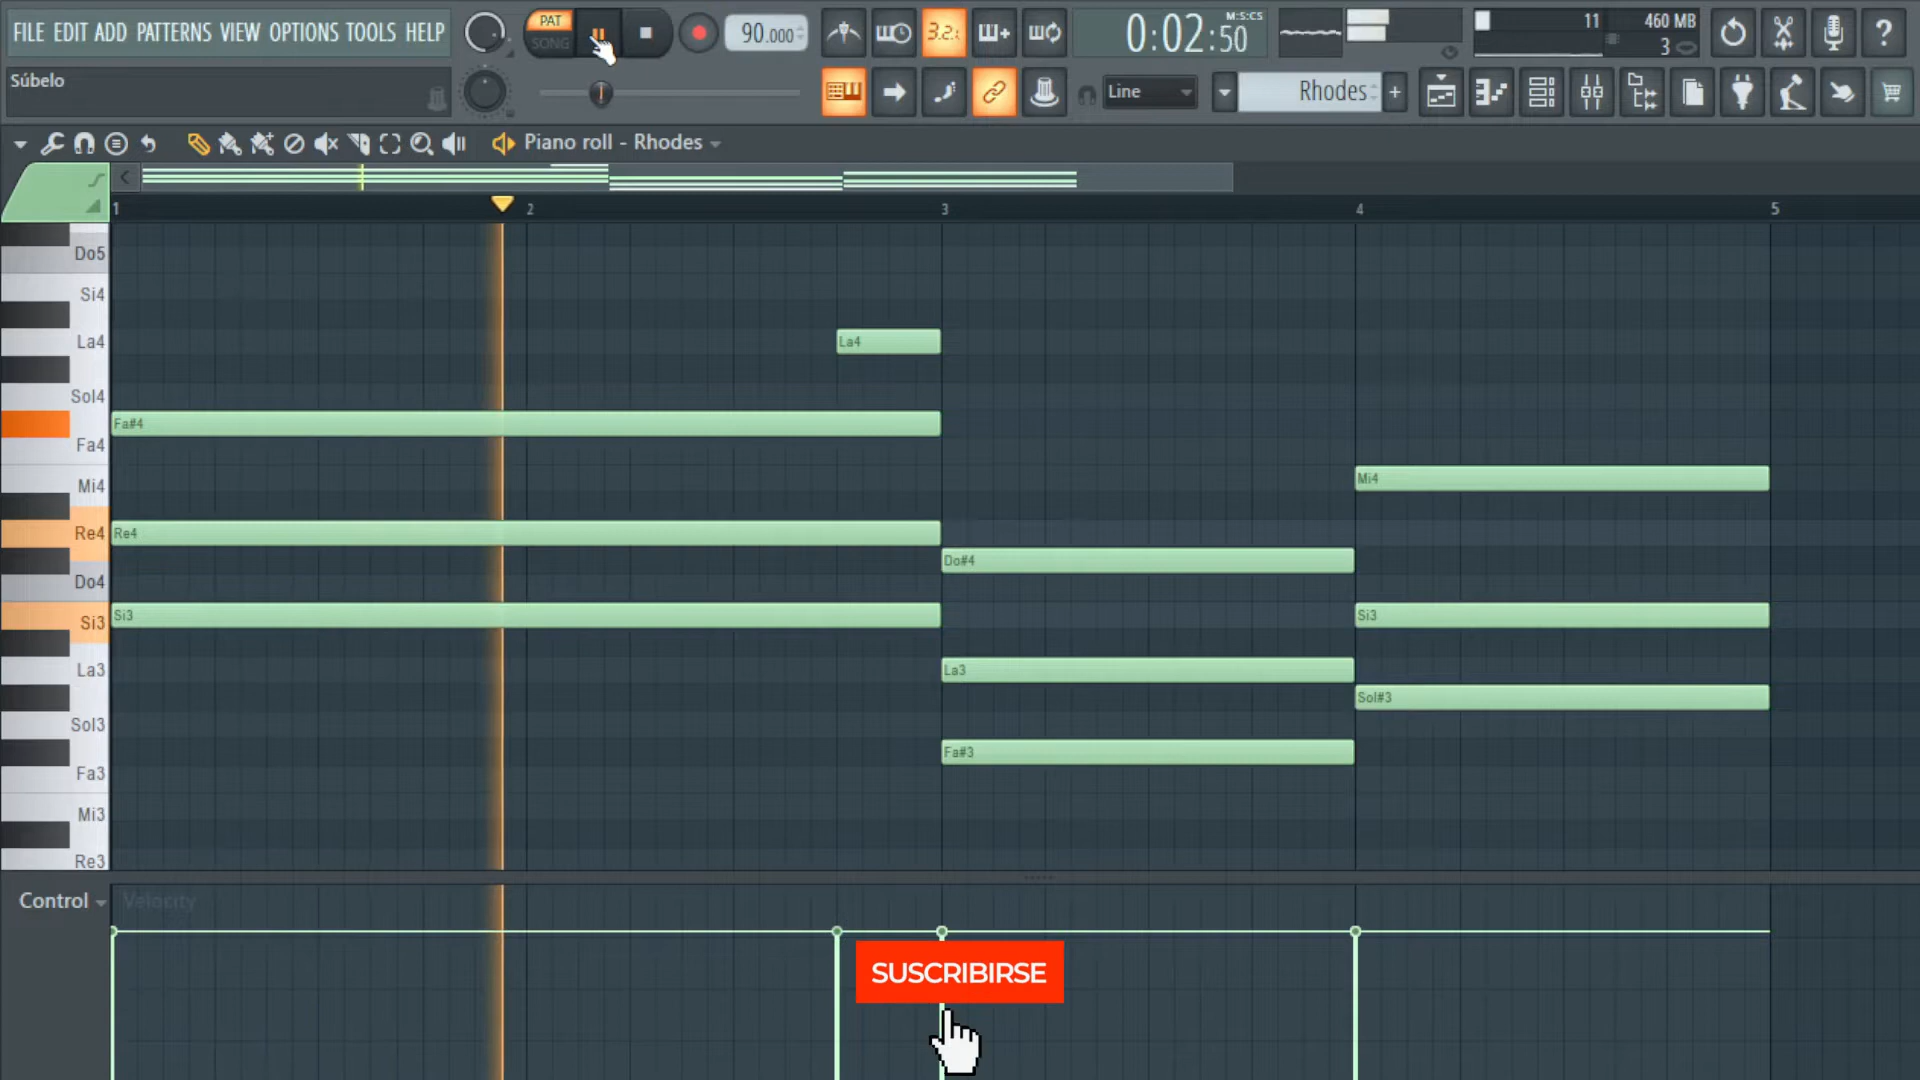 FILE EDIT ADD PATTERNS VIEW OPTIONS TOOLS HELP
PAT
SONG
90.000
3.2.
0:02:50
M:S:CS
11
460 MB
3
Súbelo
Line
Rhodes
Piano roll - Rhodes
1
2
3
4
5
Do5
Si4
La4
La4
Sol4
Fa#4
Fa4
Mi4
Mi4
Re4
Re4
Do#4
Do4
Si3
Si3
Si3
La3
La3
Sol#3
Sol3
Fa#3
Fa3
Mi3
Re3
Control
Velocity
SUSCRIBIRSE